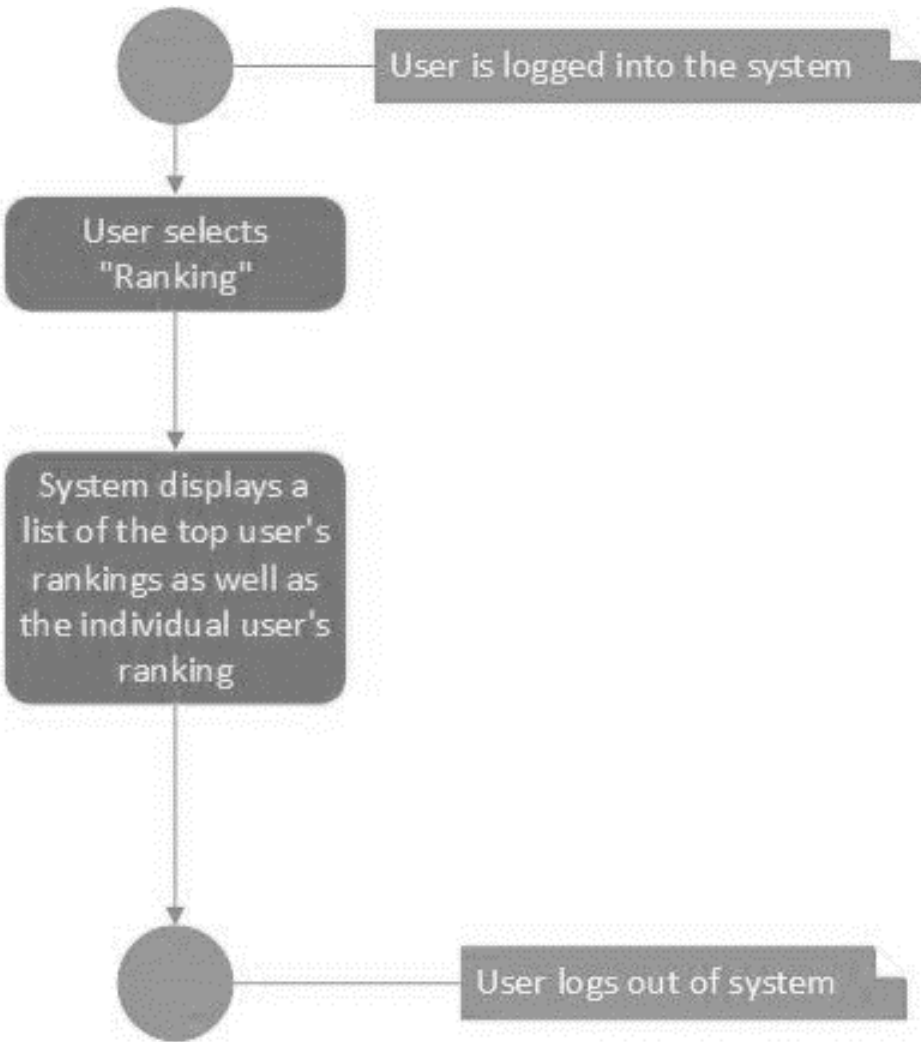 User is logged into the system
User selects
"Ranking"
System displays a
list of the top user's
rankings as well as
the individual user's
ranking
User logs out of system